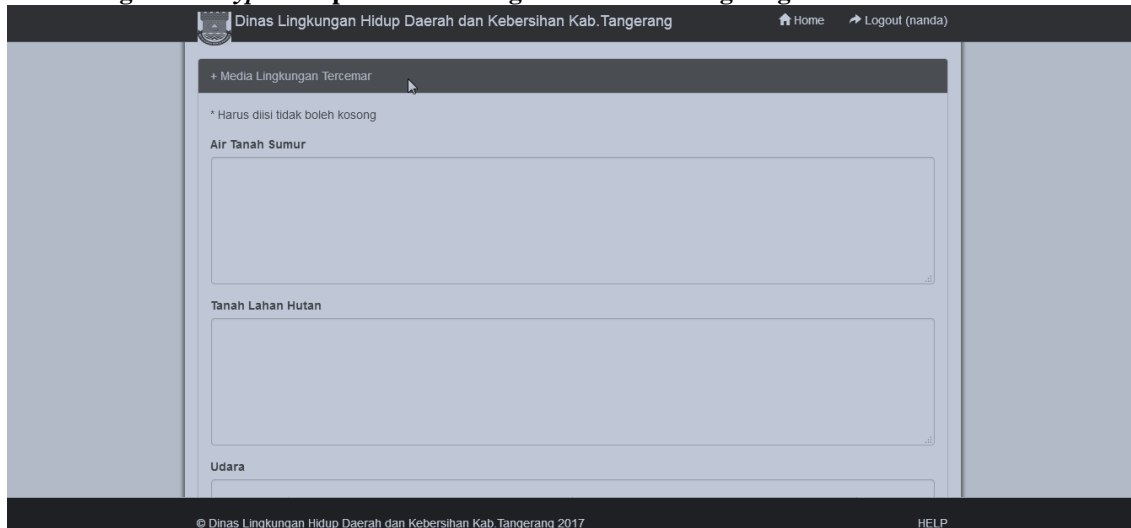 Dinas Lingkungan Hidup Daerah dan Kebersihan Kab.Tangerang
Home
Logout (nanda)
+ Media Lingkungan Tercemar
* Harus diisi tidak boleh kosong
Air Tanah Sumur
Tanah Lahan Hutan
Udara
© Dinas Lingkungan Hidup Daerah dan Kebersihan Kab.Tangerang 2017
HELP